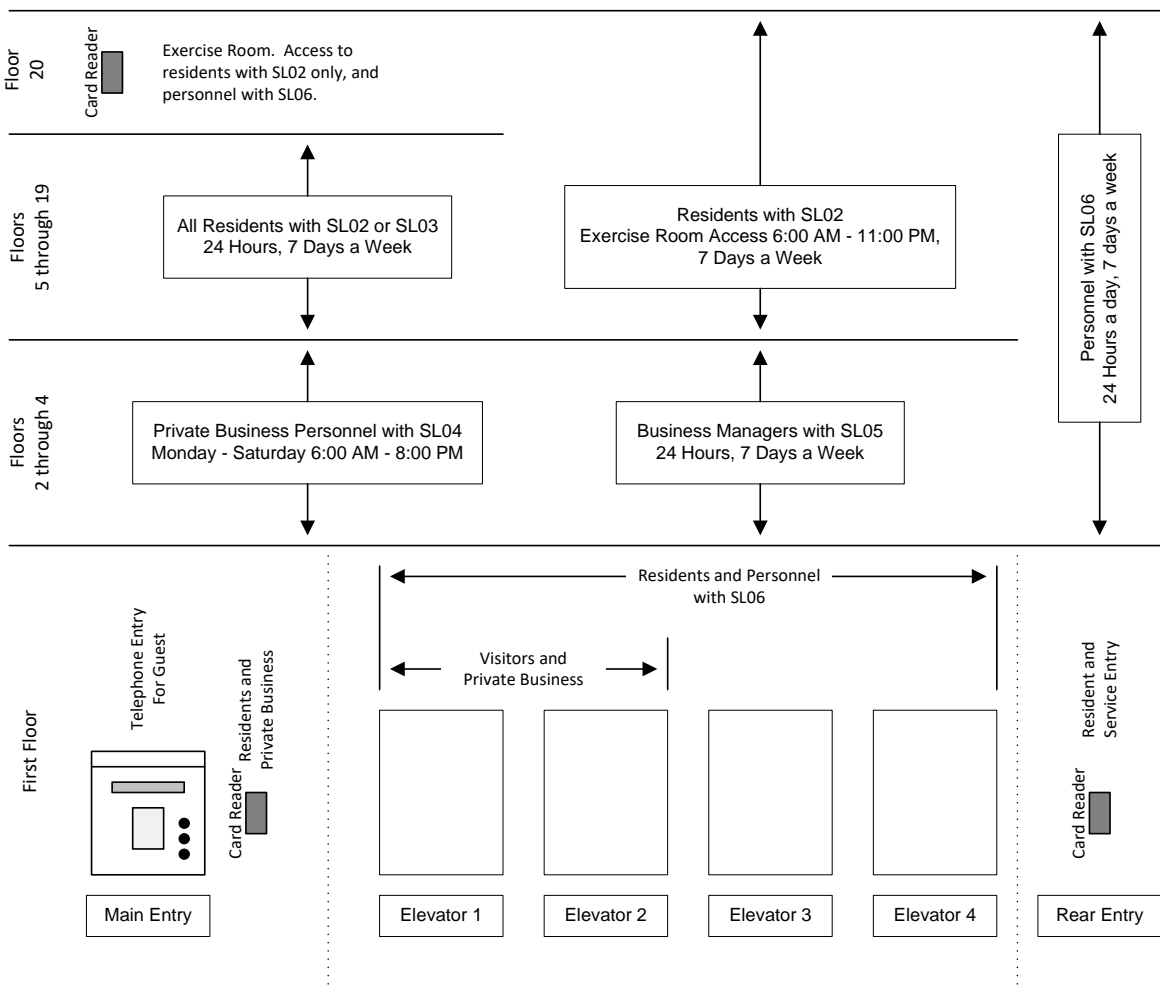 Floor
20
Card Reader
Exercise Room. Access to
residents with SL02 only, and
personnel with SL06.
Floors
5 through 19
All Residents with SL02 or SL03
24 Hours, 7 Days a Week
Residents with SL02
Exercise Room Access 6:00 AM - 11:00 PM,
7 Days a Week
Personnel with SL06
24 Hours a day, 7 days a week
Floors
2 through 4
Private Business Personnel with SL04
Monday - Saturday 6:00 AM - 8:00 PM
Business Managers with SL05
24 Hours, 7 Days a Week
First Floor
Telephone Entry
For Guest
Card Reader
Residents and
Private Business
Residents and Personnel
with SL06
Visitors and
Private Business
Resident and
Service Entry
Card Reader
Main Entry
Elevator 1
Elevator 2
Elevator 3
Elevator 4
Rear Entry